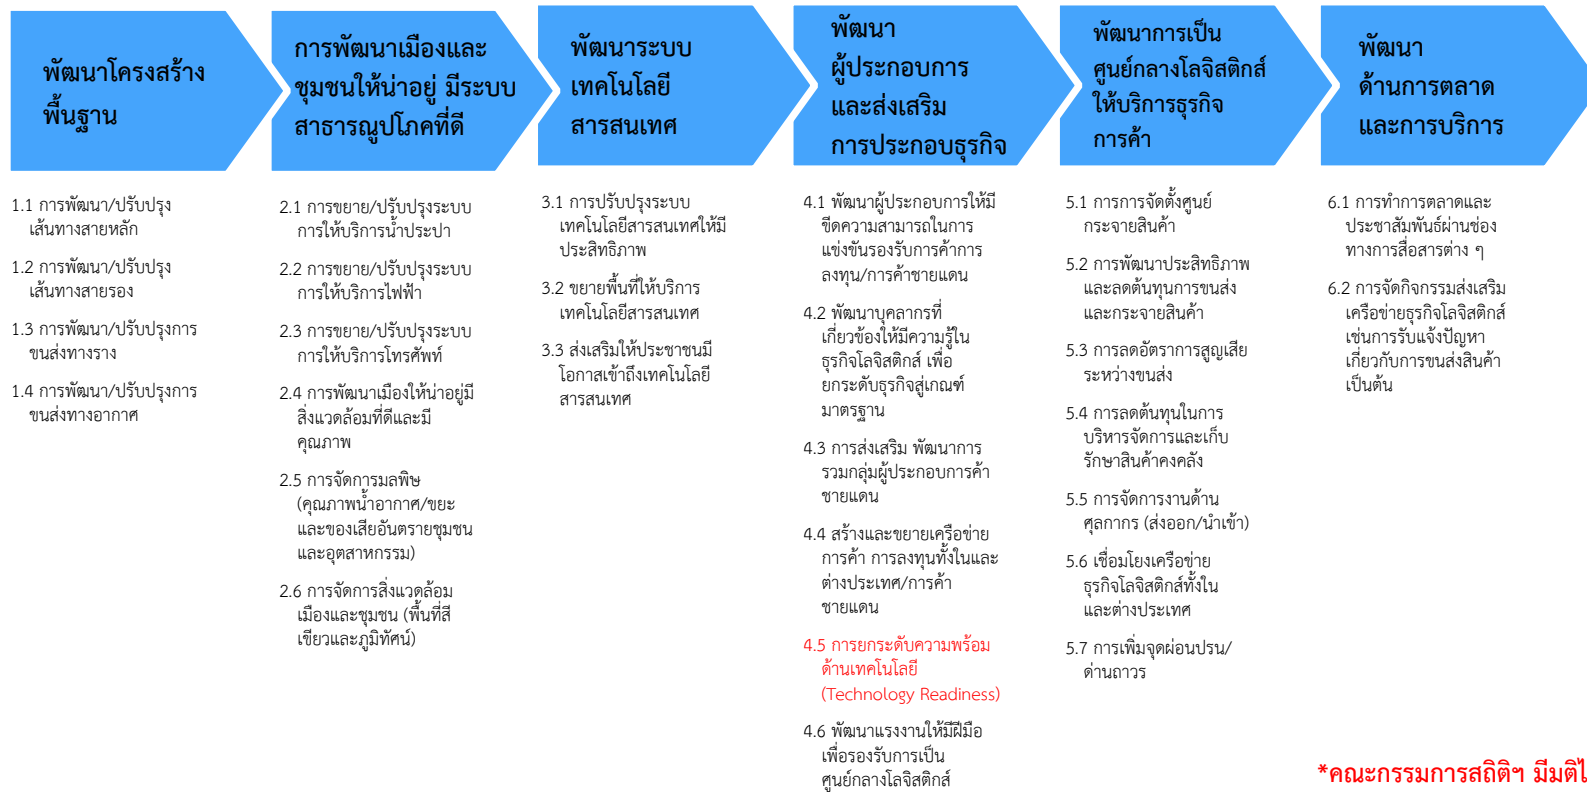 พัฒนาโครงสร้าง
พื้นฐาน
การพัฒนาเมืองและ
ชุมชนให้น่าอยู่ มีระบบ
สาธารณูปโภคที่ดี
พัฒนาระบบ
เทคโนโลยี
สารสนเทศ
พัฒนา
ผู้ประกอบการ
และส่งเสริม
การประกอบธุรกิจ
พัฒนาการเป็น
ศูนย์กลางโลจิสติกส์
ให้บริการธุรกิจ
การค้า
พัฒนา
ด้านการตลาด
และการบริการ
1.1 การพัฒนา/ปรับปรุง
เส้นทางสายหลัก
1.2 การพัฒนา/ปรับปรุง
เส้นทางสายรอง
1.3 การพัฒนา/ปรับปรุงการ
ขนส่งทางราง
1.4 การพัฒนา/ปรับปรุงการ
ขนส่งทางอากาศ
2.1 การขยาย/ปรับปรุงระบบ
การให้บริการน้ำประปา
2.2 การขยาย/ปรับปรุงระบบ
การให้บริการไฟฟ้า
2.3 การขยาย/ปรับปรุงระบบ
การให้บริการโทรศัพท์
2.4 การพัฒนาเมืองให้น่าอยู่มี
สิ่งแวดล้อมที่ดีและมี
คุณภาพ
2.5 การจัดการมลพิษ
(คุณภาพน้ำอากาศ/ขยะ
และของเสียอันตรายชุมชน
และอุตสาหกรรม)
2.6 การจัดการสิ่งแวดล้อม
เมืองและชุมชน (พื้นที่สี
เขียวและภูมิทัศน์)
3.1 การปรับปรุงระบบ
เทคโนโลยีสารสนเทศให้มี
ประสิทธิภาพ
3.2 ขยายพื้นที่ให้บริการ
เทคโนโลยีสารสนเทศ
3.3 ส่งเสริมให้ประชาชนมี
โอกาสเข้าถึงเทคโนโลยี
สารสนเทศ
4.1 พัฒนาผู้ประกอบการให้มี
ขีดความสามารถในการ
แข่งขันรองรับการค้าการ
ลงทุน/การค้าชายแดน
4.2 พัฒนาบุคลากรที่
เกี่ยวข้องให้มีความรู้ใน
ธุรกิจโลจิสติกส์ เพื่อ
ยกระดับธุรกิจสู่เกณฑ์
มาตรฐาน
4.3 การส่งเสริม พัฒนาการ
รวมกลุ่มผู้ประกอบการค้า
ชายแดน
4.4 สร้างและขยายเครือข่าย
การค้า การลงทุนทั้งในและ
ต่างประเทศ/การค้า
ชายแดน
4.5 การยกระดับความพร้อม
ด้านเทคโนโลยี
(Technology Readiness)
4.6 พัฒนาแรงงานให้มีฝีมือ
เพื่อรองรับการเป็น
ศูนย์กลางโลจิสติกส์
5.1 การการจัดตั้งศูนย์
กระจายสินค้า
5.2 การพัฒนาประสิทธิภาพ
และลดต้นทุนการขนส่ง
และกระจายสินค้า
5.3 การลดอัตราการสูญเสีย
ระหว่างขนส่ง
5.4 การลดต้นทุนในการ
บริหารจัดการและเก็บ
รักษาสินค้าคงคลัง
5.5 การจัดการงานด้าน
ศุลกากร (ส่งออก/นำเข้า)
5.6 เชื่อมโยงเครือข่าย
ธุรกิจโลจิสติกส์ทั้งใน
และต่างประเทศ
5.7 การเพิ่มจุดผ่อนปรน/
ด่านถาวร
6.1 การทำการตลาดและ
ประชาสัมพันธ์ผ่านช่อง
ทางการสื่อสารต่าง ๆ
6.2 การจัดกิจกรรมส่งเสริม
เครือข่ายธุรกิจโลจิสติกส์
เช่นการรับแจ้งปัญหา
เกี่ยวกับการขนส่งสินค้า
เป็นต้น
*คณะกรรมการสถิติฯ มีมติไ